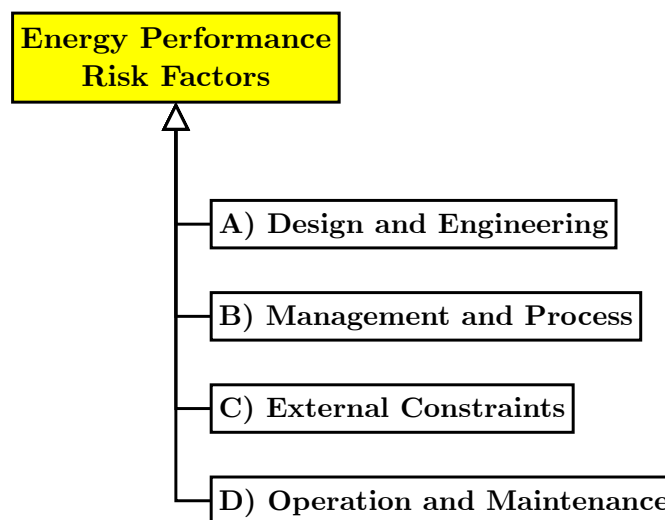 Energy Performance
Risk Factors
A) Design and Engineering
B) Management and Process
C) External Constraints
D) Operation and Maintenance